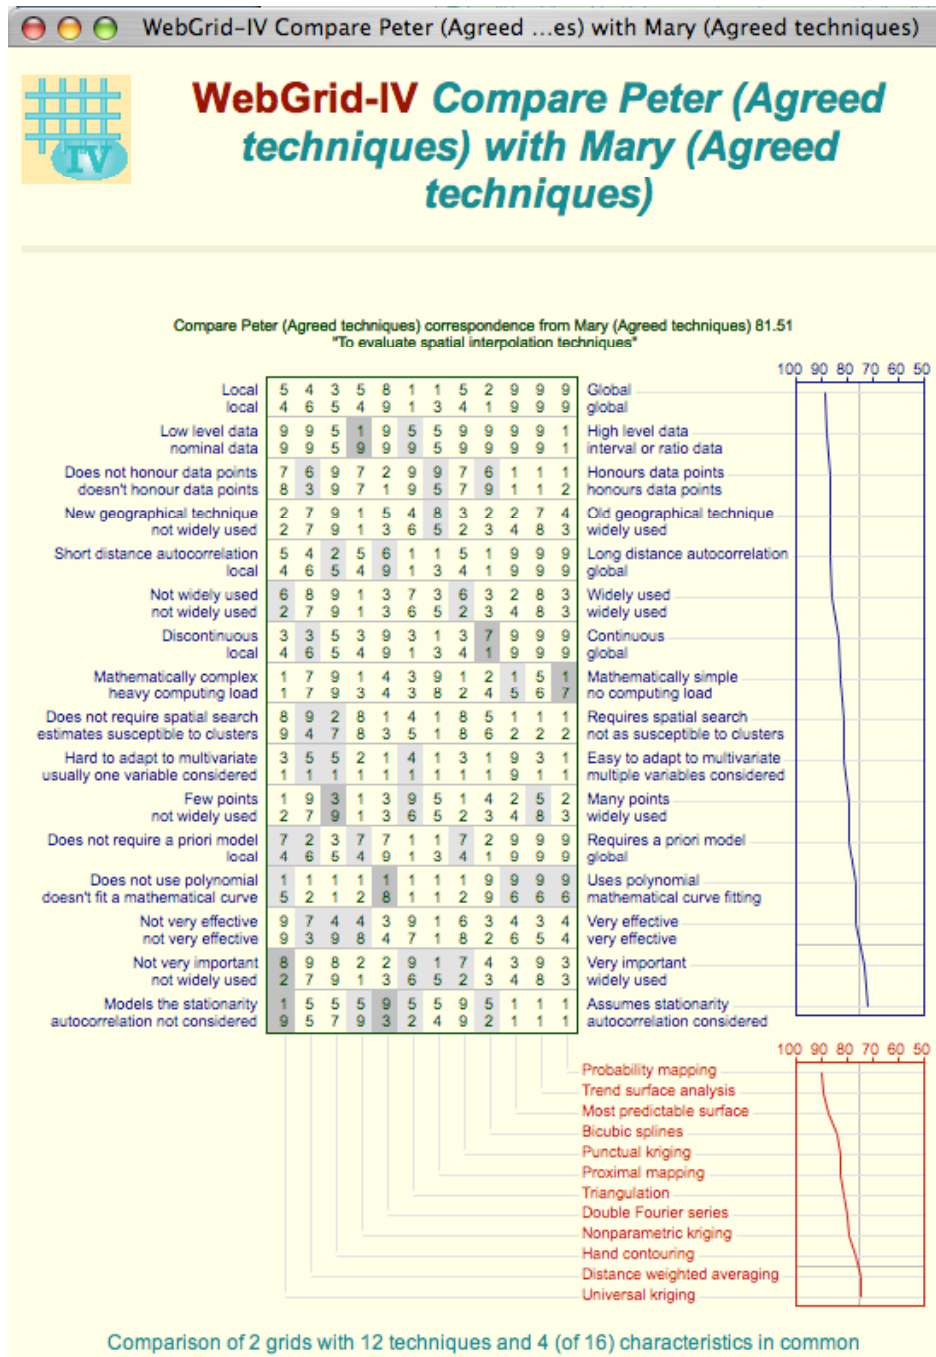 WebGrid-IV Compare Peter (Agreed ...es) with Mary (Agreed techniques)
IV
WebGrid-IV Compare Peter (Agreed
techniques) with Mary (Agreed
techniques)
Compare Peter (Agreed techniques) correspondence from Mary (Agreed techniques) 81.51
"To evaluate spatial interpolation techniques"
100 90 80 70 60 50
Local 5 4 3 5 8 1 1 5 2 9 9 9 Global
local 4 6 5 4 9 1 3 4 1 9 9 9 global
Low level data 9 9 5 1 9 5 5 9 9 9 9 1 High level data
nominal data 9 9 5 9 9 9 5 9 9 9 9 1 interval or ratio data
Does not honour data points 7 6 9 7 2 9 9 7 6 1 1 1 Honours data points
doesn't honour data points 8 3 9 7 1 9 5 7 9 1 1 2 honours data points
New geographical technique 2 7 9 1 5 4 8 3 2 2 7 4 Old geographical technique
not widely used 2 7 9 1 3 6 5 2 3 4 8 3 widely used
Short distance autocorrelation 5 4 2 5 6 1 1 5 1 9 9 9 Long distance autocorrelation
local 4 6 5 4 9 1 3 4 1 9 9 9 global
Not widely used 6 8 9 1 3 7 3 6 3 2 8 3 Widely used
not widely used 2 7 9 1 3 6 5 2 3 4 8 3 widely used
Discontinuous 3 3 5 3 9 3 1 3 7 9 9 9 Continuous
local 4 6 5 4 9 1 3 4 1 9 9 9 global
Mathematically complex 1 7 9 1 4 3 9 1 2 1 5 1 Mathematically simple
heavy computing load 1 7 9 3 4 3 8 2 4 5 6 7 no computing load
Does not require spatial search 8 9 2 8 1 4 1 8 5 1 1 1 Requires spatial search
estimates susceptible to clusters 9 4 7 8 3 5 1 8 6 2 2 2 not as susceptible to clusters
Hard to adapt to multivariate 3 5 5 2 1 4 1 3 1 9 3 1 Easy to adapt to multivariate
usually one variable considered 1 1 1 1 1 1 1 1 1 9 1 1 multiple variables considered
Few points 1 9 3 1 3 9 5 1 4 2 5 2 Many points
not widely used 2 7 9 1 3 6 5 2 3 4 8 3 widely used
Does not require a priori model 7 2 3 7 7 1 1 7 2 9 9 9 Requires a priori model
local 4 6 5 4 9 1 3 4 1 9 9 9 global
Does not use polynomial 1 1 1 1 1 1 1 1 9 9 9 9 Uses polynomial
doesn't fit a mathematical curve 5 2 1 2 8 1 1 2 9 6 6 6 mathematical curve fitting
Not very effective 9 7 4 4 3 9 1 6 3 4 3 4 Very effective
not very effective 9 3 9 8 4 7 1 8 2 6 5 4 very effective
Not very important 8 9 8 2 2 9 1 7 4 3 9 3 Very important
not widely used 2 7 9 1 3 6 5 2 3 4 8 3 widely used
Models the stationarity 1 5 5 5 9 5 5 9 5 1 1 1 Assumes stationarity
autocorrelation not considered 9 5 7 9 3 2 4 9 2 1 1 1 autocorrelation considered
100 90 80 70 60 50
Probability mapping
Trend surface analysis
Most predictable surface
Bicubic splines
Punctual kriging
Proximal mapping
Triangulation
Double Fourier series
Nonparametric kriging
Hand contouring
Distance weighted averaging
Universal kriging
Comparison of 2 grids with 12 techniques and 4 (of 16) characteristics in common